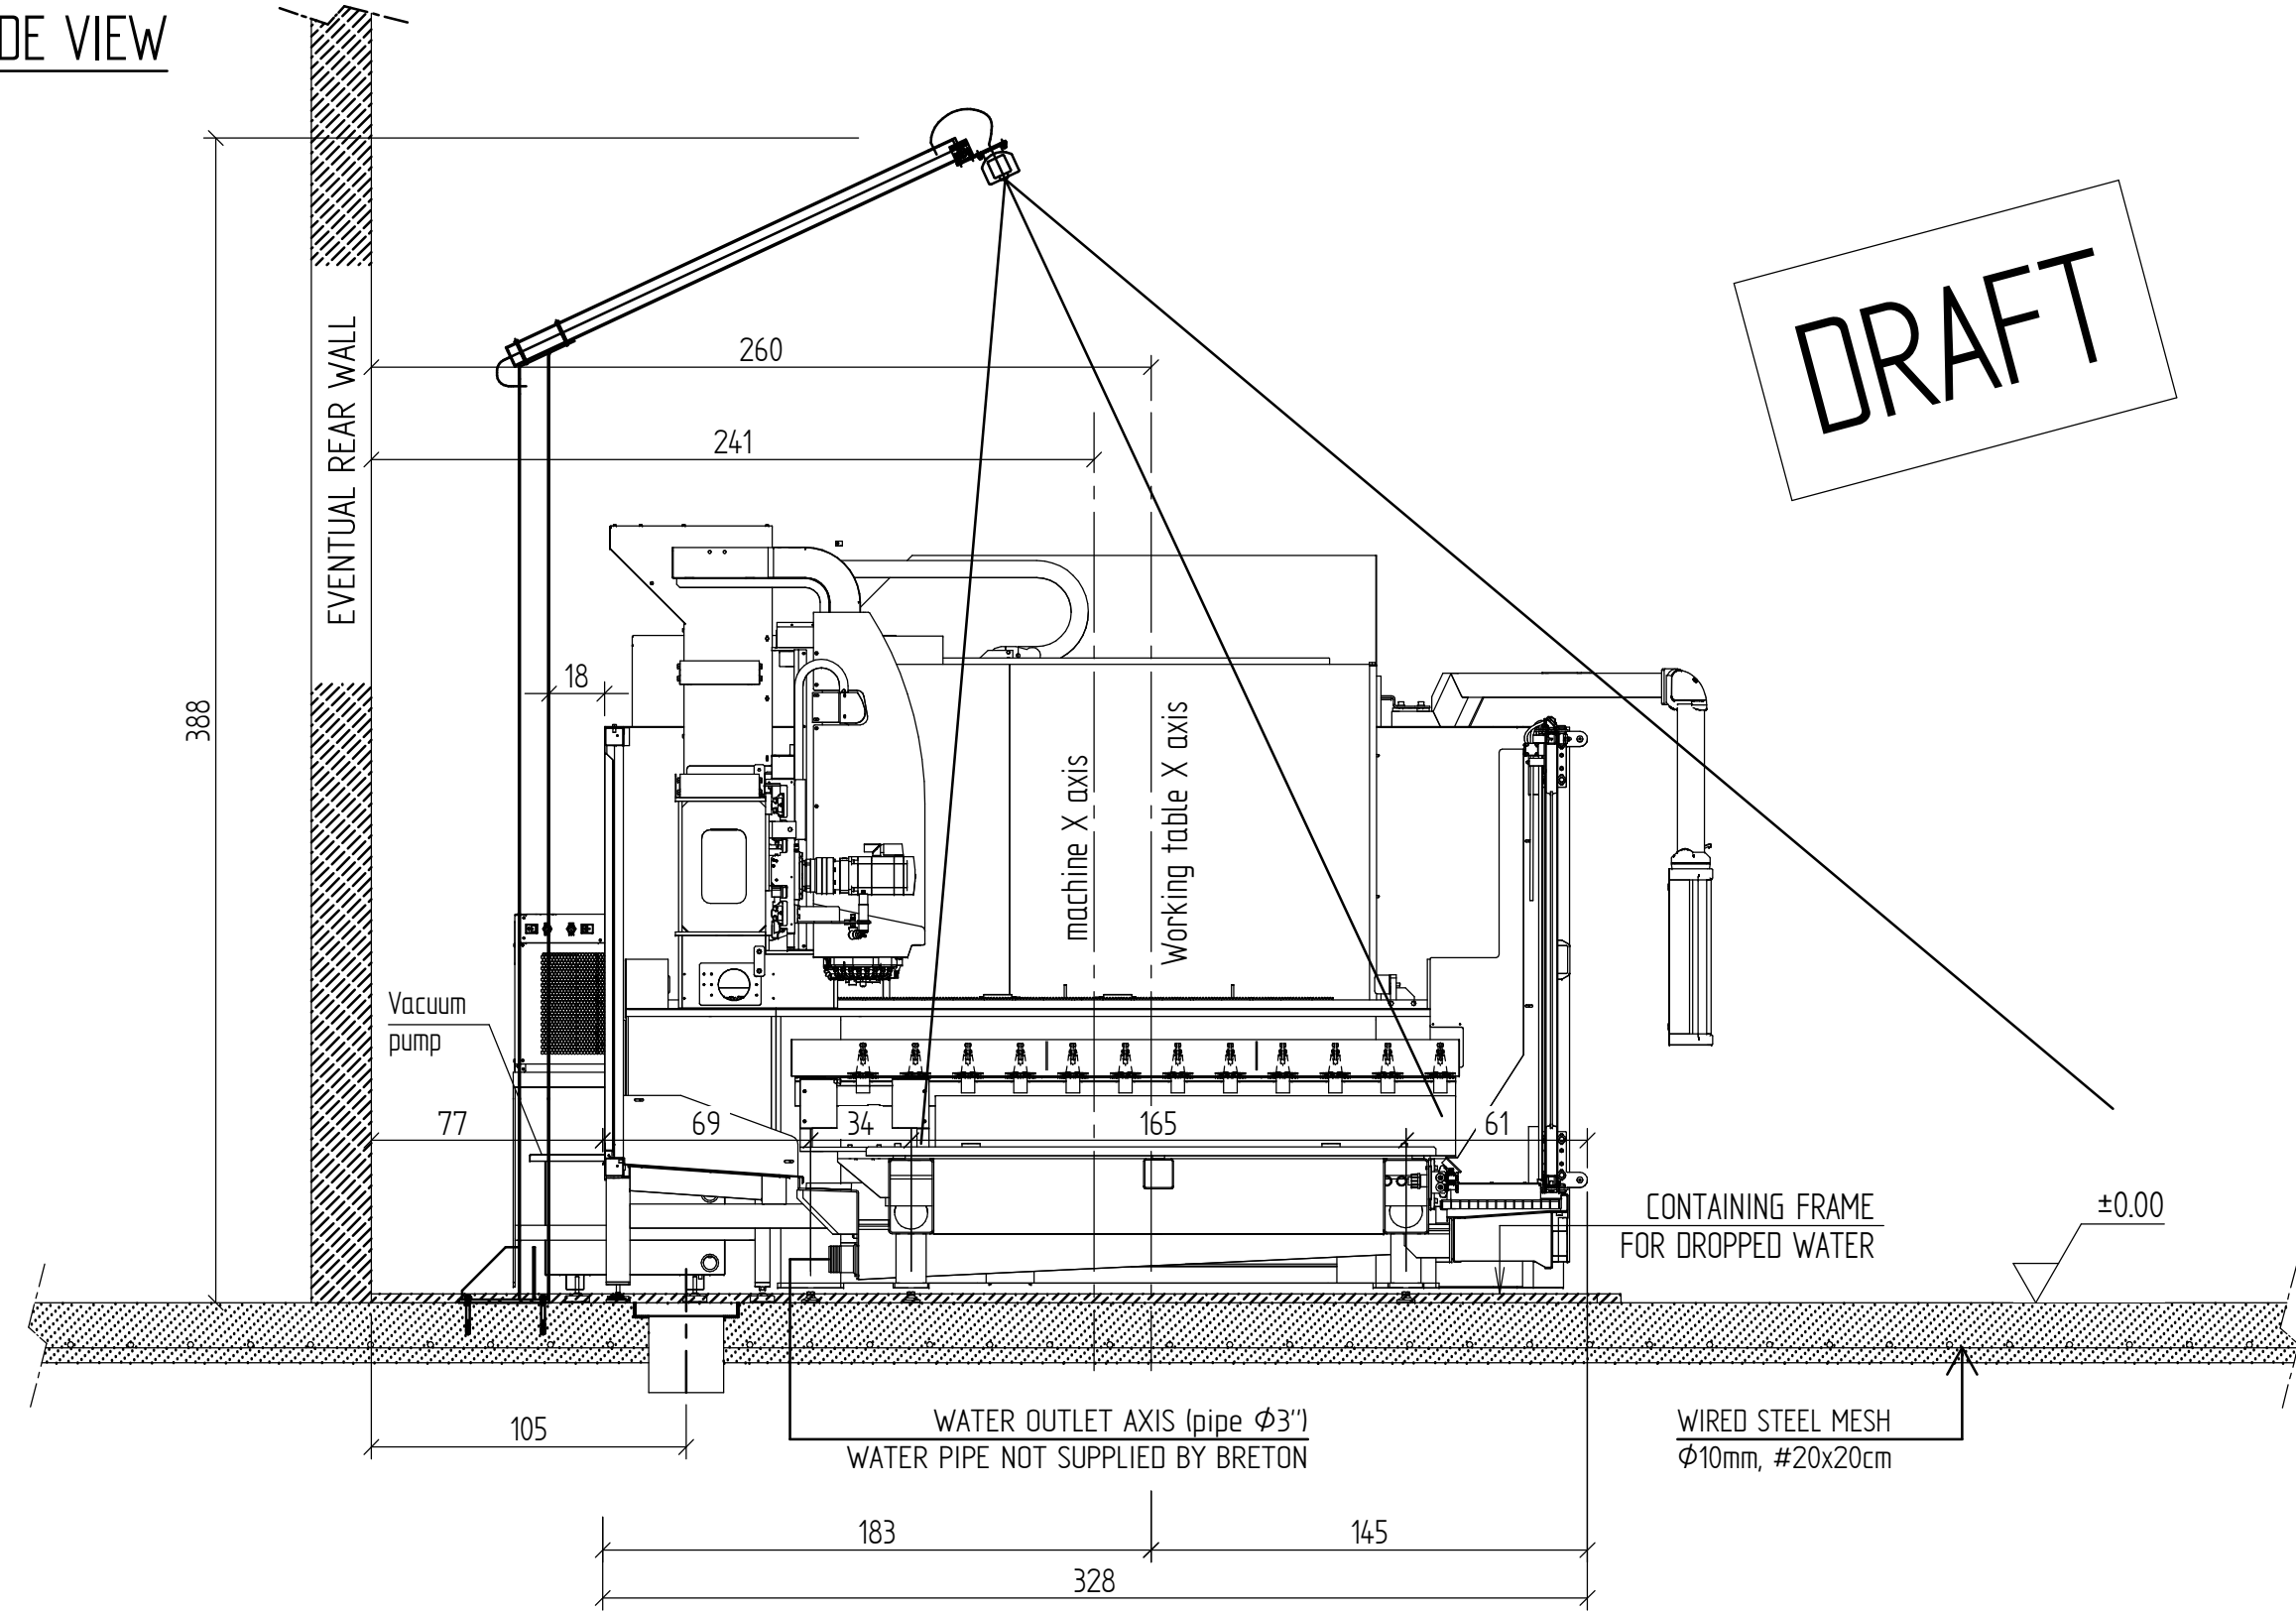 DE VIEW
388
EVENTUAL REAR WALL
260
241
DRAFT
18
machine X axis
Working table X axis
Vacuum
pump
77
69
34
165
61
CONTAINING FRAME
FOR DROPPED WATER
±0.00
105
WATER OUTLET AXIS (pipe Φ3")
WATER PIPE NOT SUPPLIED BY BRETON
WIRED STEEL MESH
Φ10mm, #20x20cm
183
145
328